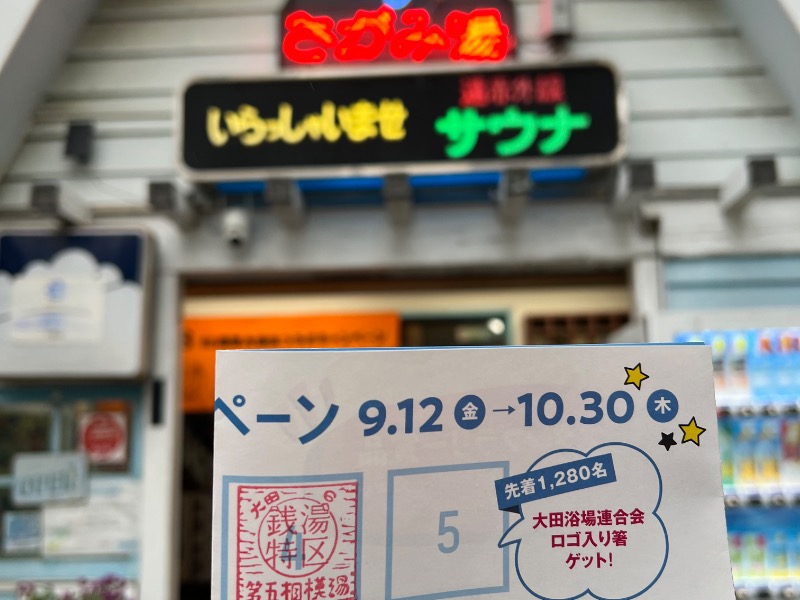 さがみ湯
いらっしゃいませ
遠赤外線
サウナ
ペーン 9.12 金 →10.30 木
大田の
銭湯
特区
第五相模湯
5
先着1,280名
大田浴場連合会
ロゴ入り箸
ゲット!